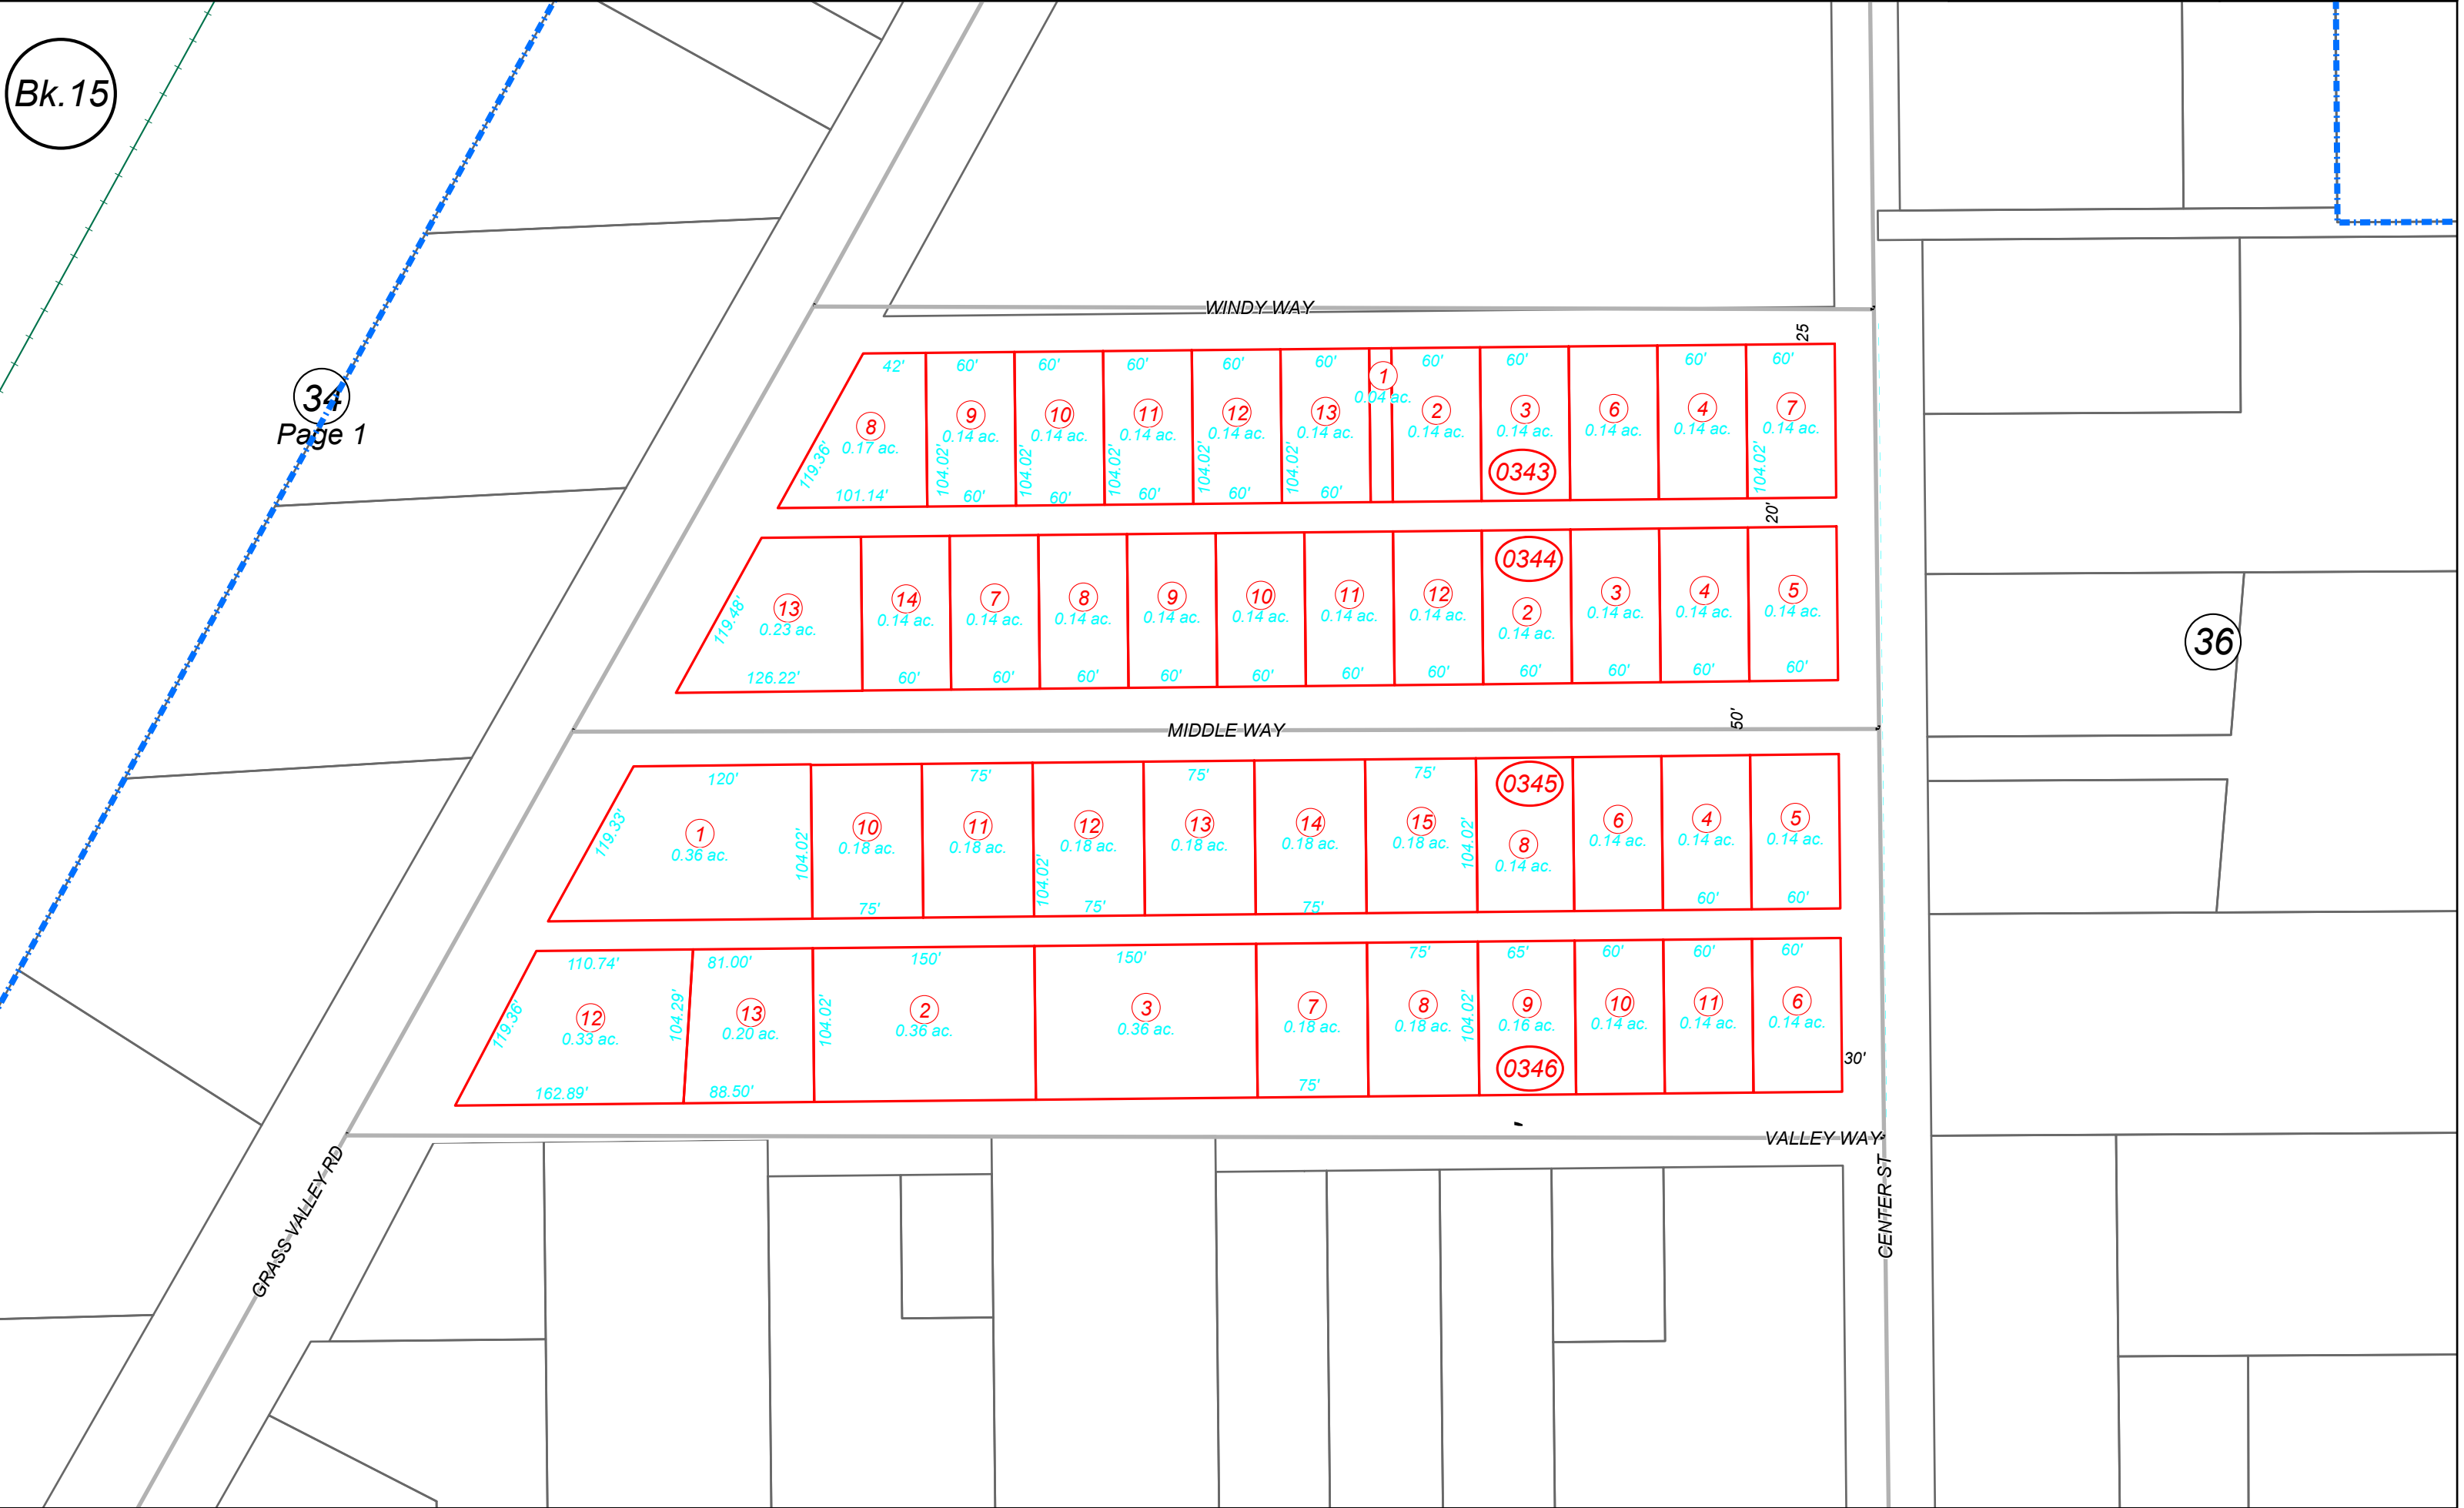 Bk.15
34
Page 1
WINDY WAY
25
42'
60'
60'
60'
60'
60'
60'
60'
60'
60'
8
0.17 ac.
9
0.14 ac.
10
0.14 ac.
11
0.14 ac.
12
0.14 ac.
13
0.14 ac.
1
0.04 ac.
2
0.14 ac.
3
0.14 ac.
6
0.14 ac.
4
0.14 ac.
7
0.14 ac.
119.36'
104.02'
104.02'
104.02'
104.02'
104.02'
104.02'
0343
101.14'
60'
60'
60'
60'
60'
20'
0344
13
0.23 ac.
14
0.14 ac.
7
0.14 ac.
8
0.14 ac.
9
0.14 ac.
10
0.14 ac.
11
0.14 ac.
12
0.14 ac.
2
0.14 ac.
3
0.14 ac.
4
0.14 ac.
5
0.14 ac.
119.48'
126.22'
60'
60'
60'
60'
60'
60'
60'
60'
60'
60'
60'
36
MIDDLE WAY
50'
120'
75'
75'
75'
0345
1
0.36 ac.
10
0.18 ac.
11
0.18 ac.
12
0.18 ac.
13
0.18 ac.
14
0.18 ac.
15
0.18 ac.
8
0.14 ac.
6
0.14 ac.
4
0.14 ac.
5
0.14 ac.
119.33'
104.02'
104.02'
104.02'
75'
75'
75'
60'
60'
110.74'
81.00'
150'
150'
75'
65'
60'
60'
60'
12
0.33 ac.
13
0.20 ac.
2
0.36 ac.
3
0.36 ac.
7
0.18 ac.
8
0.18 ac.
9
0.16 ac.
10
0.14 ac.
11
0.14 ac.
6
0.14 ac.
119.36'
104.29'
104.02'
104.02'
0346
30'
162.89'
88.50'
75'
VALLEY WAY
GRASS VALLEY RD
CENTER ST